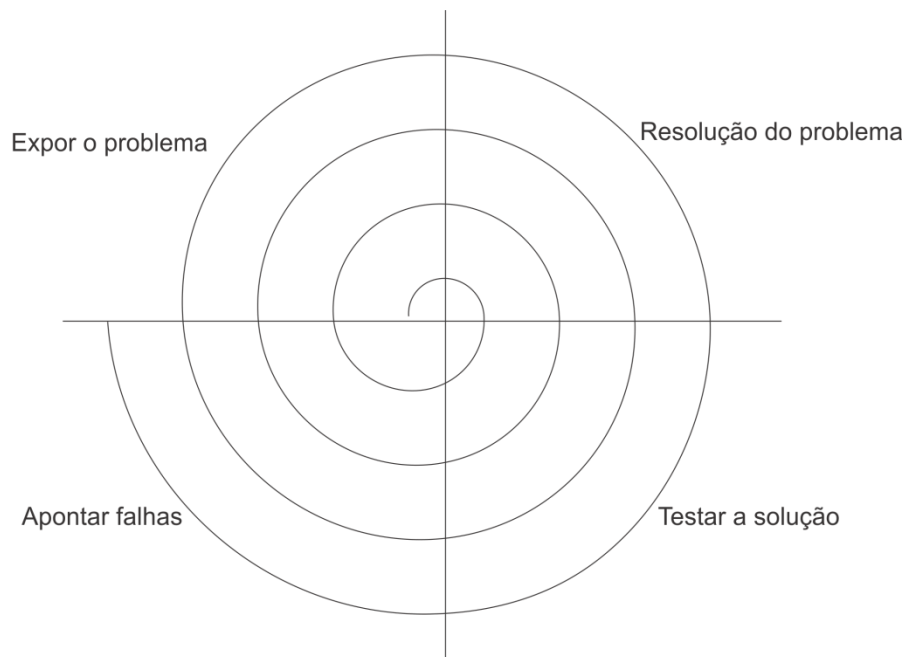 Expor o problema
Resolução do problema
Apontar falhas
Testar a solução